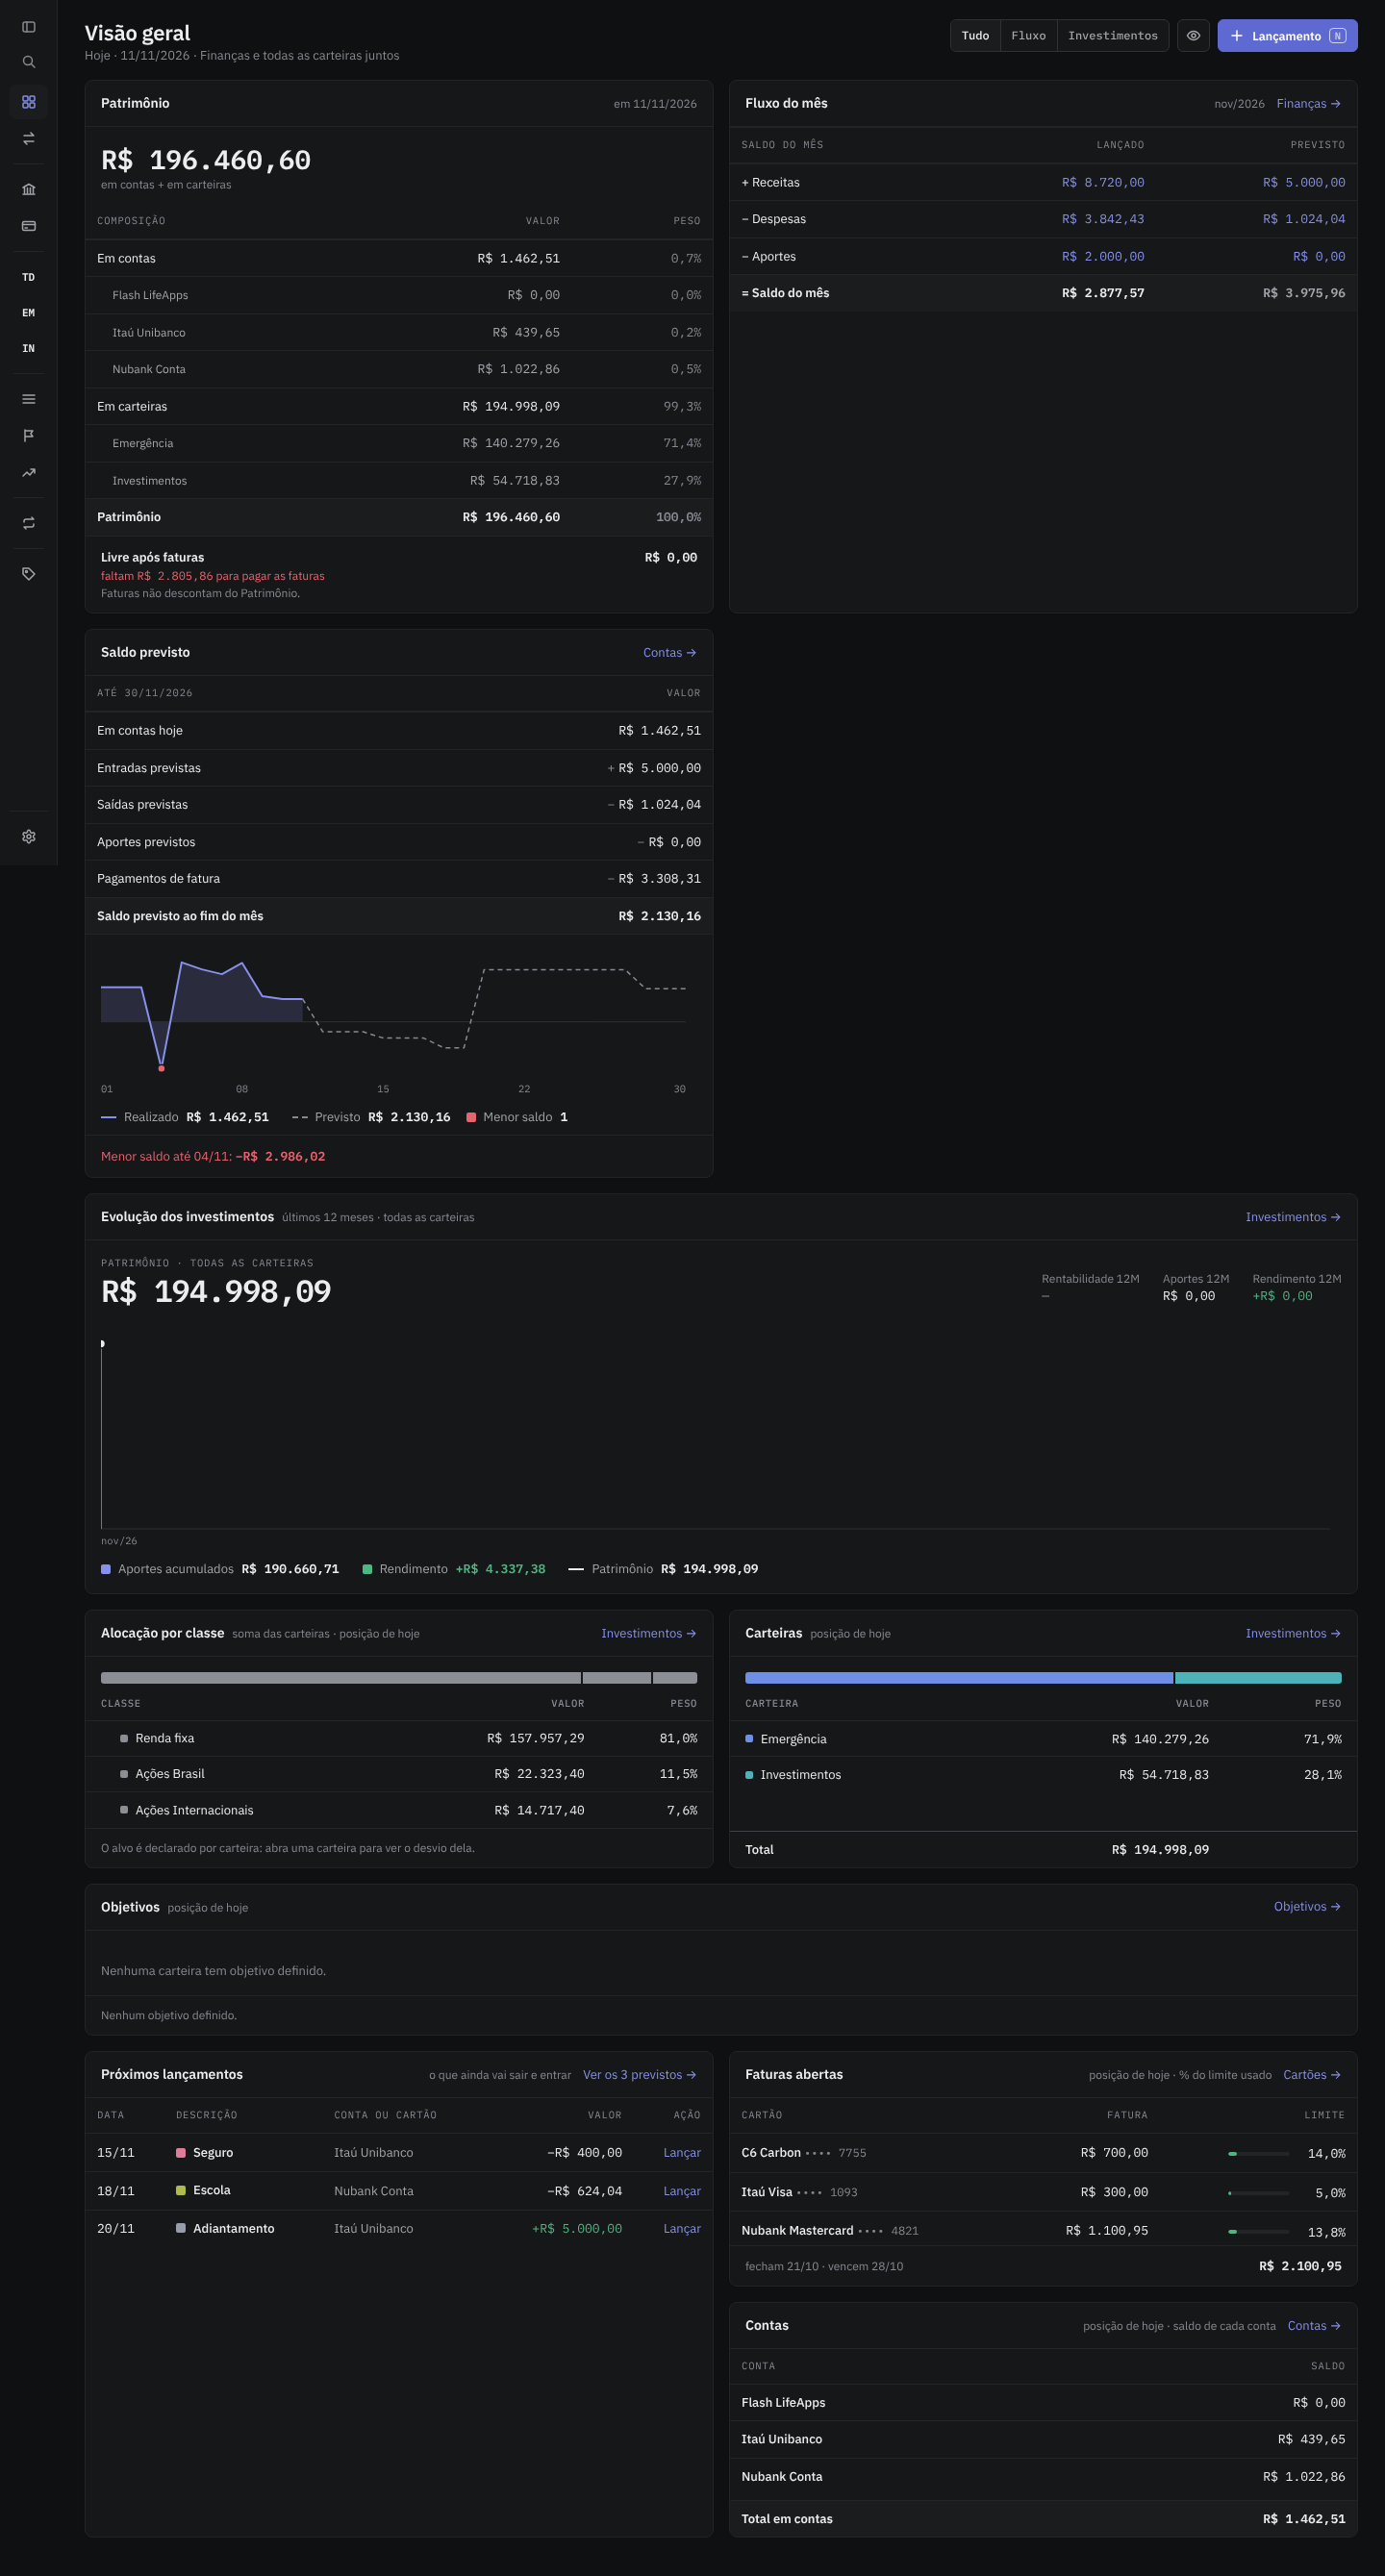 Visão geral
Hoje · 11/11/2026 · Finanças e todas as carteiras juntos
Tudo Fluxo Investimentos
+ Lançamento N
TD
EM
IN
Patrimônio em 11/11/2026
R$ 196.460,60
em contas + em carteiras
COMPOSIÇÃO VALOR PESO
Em contas R$ 1.462,51 0,7%
Flash LifeApps R$ 0,00 0,0%
Itaú Unibanco R$ 439,65 0,2%
Nubank Conta R$ 1.022,86 0,5%
Em carteiras R$ 194.998,09 99,3%
Emergência R$ 140.279,26 71,4%
Investimentos R$ 54.718,83 27,9%
Patrimônio R$ 196.460,60 100,0%
Livre após faturas R$ 0,00
faltam R$ 2.805,86 para pagar as faturas
Faturas não descontam do Patrimônio.
Fluxo do mês nov/2026 Finanças →
SALDO DO MÊS LANÇADO PREVISTO
+ Receitas R$ 8.720,00 R$ 5.000,00
− Despesas R$ 3.842,43 R$ 1.024,04
− Aportes R$ 2.000,00 R$ 0,00
= Saldo do mês R$ 2.877,57 R$ 3.975,96
Saldo previsto Contas →
ATÉ 30/11/2026 VALOR
Em contas hoje R$ 1.462,51
Entradas previstas + R$ 5.000,00
Saídas previstas − R$ 1.024,04
Aportes previstos − R$ 0,00
Pagamentos de fatura − R$ 3.308,31
Saldo previsto ao fim do mês R$ 2.130,16
01 08 15 22 30
Realizado R$ 1.462,51 Previsto R$ 2.130,16 Menor saldo 1
Menor saldo até 04/11: −R$ 2.986,02
Evolução dos investimentos últimos 12 meses · todas as carteiras Investimentos →
PATRIMÔNIO · TODAS AS CARTEIRAS
R$ 194.998,09
Rentabilidade 12M Aportes 12M Rendimento 12M
— R$ 0,00 +R$ 0,00
nov/26
Aportes acumulados R$ 190.660,71 Rendimento +R$ 4.337,38 Patrimônio R$ 194.998,09
Alocação por classe soma das carteiras · posição de hoje Investimentos →
CLASSE VALOR PESO
Renda fixa R$ 157.957,29 81,0%
Ações Brasil R$ 22.323,40 11,5%
Ações Internacionais R$ 14.717,40 7,6%
O alvo é declarado por carteira: abra uma carteira para ver o desvio dela.
Carteiras posição de hoje Investimentos →
CARTEIRA VALOR PESO
Emergência R$ 140.279,26 71,9%
Investimentos R$ 54.718,83 28,1%
Total R$ 194.998,09
Objetivos posição de hoje Objetivos →
Nenhuma carteira tem objetivo definido.
Nenhum objetivo definido.
Próximos lançamentos o que ainda vai sair e entrar Ver os 3 previstos →
DATA DESCRIÇÃO CONTA OU CARTÃO VALOR AÇÃO
15/11 Seguro Itaú Unibanco −R$ 400,00 Lançar
18/11 Escola Nubank Conta −R$ 624,04 Lançar
20/11 Adiantamento Itaú Unibanco +R$ 5.000,00 Lançar
Faturas abertas posição de hoje · % do limite usado Cartões →
CARTÃO FATURA LIMITE
C6 Carbon •••• 7755 R$ 700,00 14,0%
Itaú Visa •••• 1093 R$ 300,00 5,0%
Nubank Mastercard •••• 4821 R$ 1.100,95 13,8%
fecham 21/10 · vencem 28/10 R$ 2.100,95
Contas posição de hoje · saldo de cada conta Contas →
CONTA SALDO
Flash LifeApps R$ 0,00
Itaú Unibanco R$ 439,65
Nubank Conta R$ 1.022,86
Total em contas R$ 1.462,51